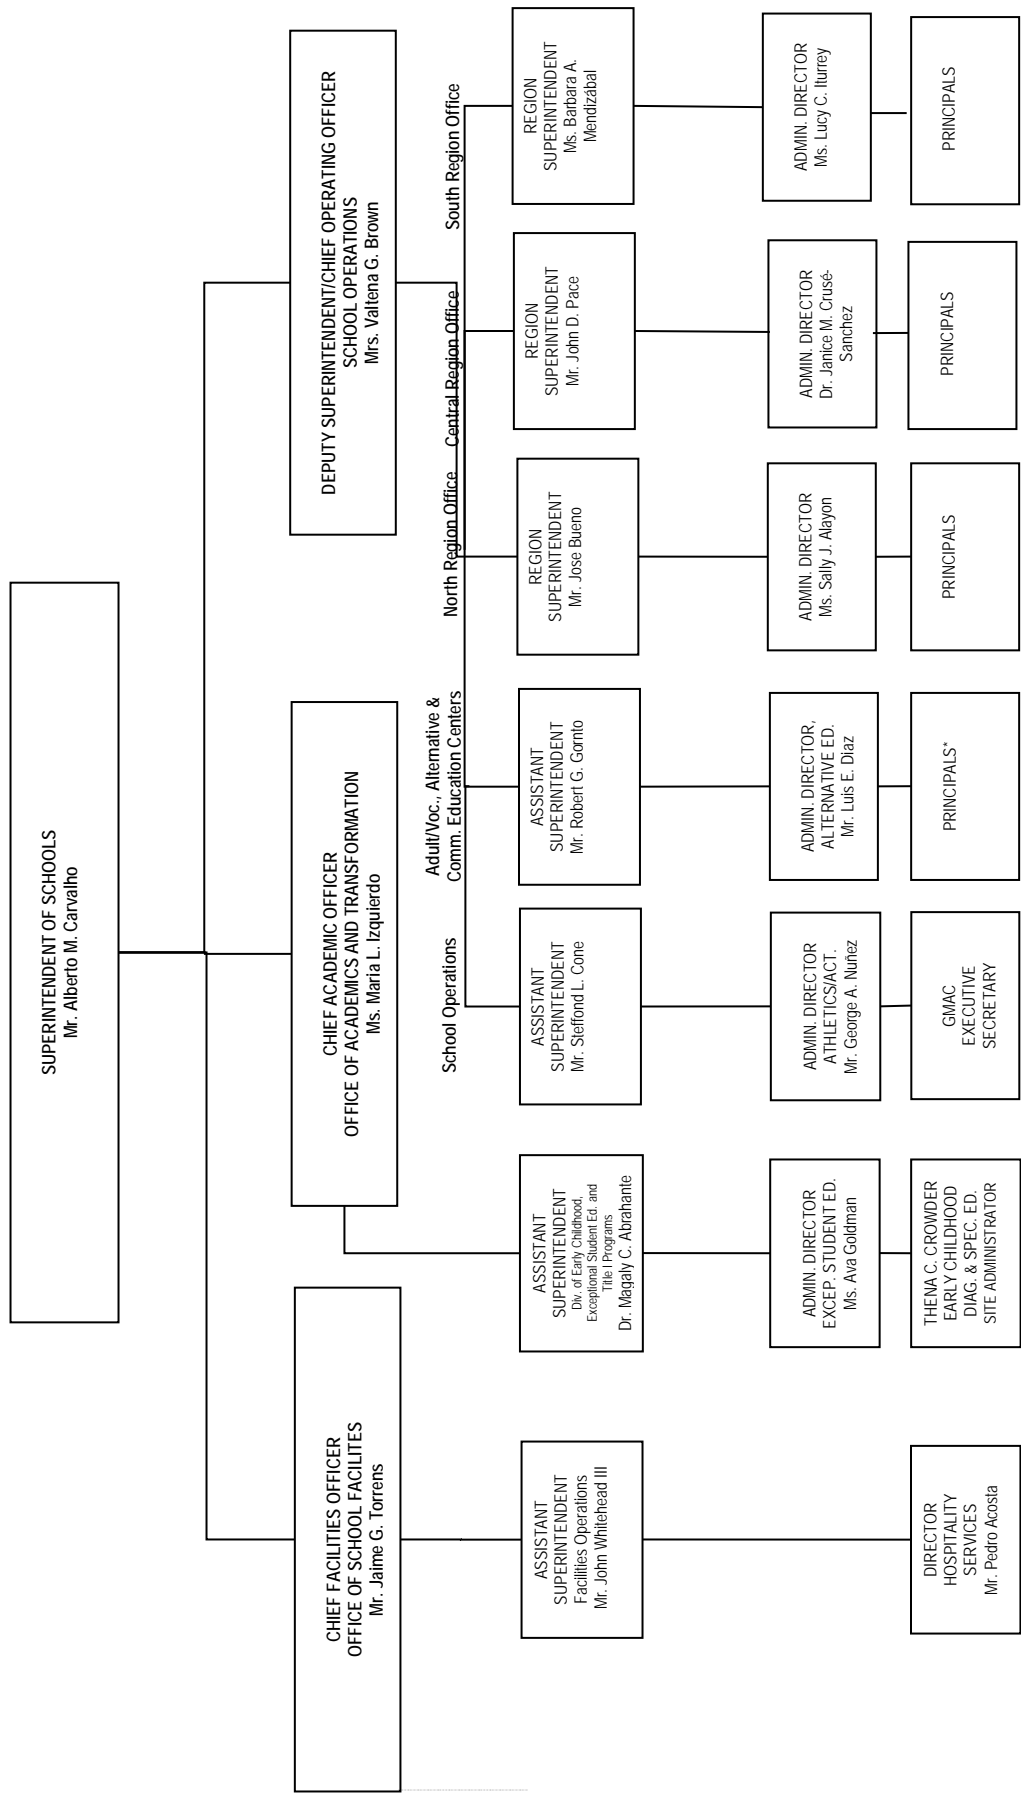 SUPERINTENDENT OF SCHOOLS
Mr. Alberto M. Carvalho
CHIEF FACILITIES OFFICER
OFFICE OF SCHOOL FACILITES
Mr. Jaime G. Torrens
CHIEF ACADEMIC OFFICER
OFFICE OF ACADEMICS AND TRANSFORMATION
Ms. Maria L. Izquierdo
DEPUTY SUPERINTENDENT/CHIEF OPERATING OFFICER
SCHOOL OPERATIONS
Mrs. Valtena G. Brown
School Operations
Adult/Voc., Alternative &
Comm. Education Centers
North Region Office
Central Region Office
South Region Office
ASSISTANT
SUPERINTENDENT
Facilities Operations
Mr. John Whitehead III
ASSISTANT
SUPERINTENDENT
Div. of Early Childhood,
Exceptional Student Ed. and
Title I Programs
Dr. Magaly C. Abrahante
ASSISTANT
SUPERINTENDENT
Mr. Steffond L. Cone
ASSISTANT
SUPERINTENDENT
Mr. Robert G. Gornto
REGION
SUPERINTENDENT
Mr. Jose Bueno
REGION
SUPERINTENDENT
Mr. John D. Pace
REGION
SUPERINTENDENT
Ms. Barbara A.
Mendizábal
ADMIN. DIRECTOR
EXCEP. STUDENT ED.
Ms. Ava Goldman
ADMIN. DIRECTOR
ATHLETICS/ACT.
Mr. George A. Nuñez
ADMIN. DIRECTOR,
ALTERNATIVE ED.
Mr. Luis E. Diaz
ADMIN. DIRECTOR
Ms. Sally J. Alayon
ADMIN. DIRECTOR
Dr. Janice M. Crusé-
Sanchez
ADMIN. DIRECTOR
Ms. Lucy C. Iturrey
DIRECTOR
HOSPITALITY
SERVICES
Mr. Pedro Acosta
THENA C. CROWDER
EARLY CHILDHOOD
DIAG. & SPEC. ED.
SITE ADMINISTRATOR
GMAC
EXECUTIVE
SECRETARY
PRINCIPALS*
PRINCIPALS
PRINCIPALS
PRINCIPALS